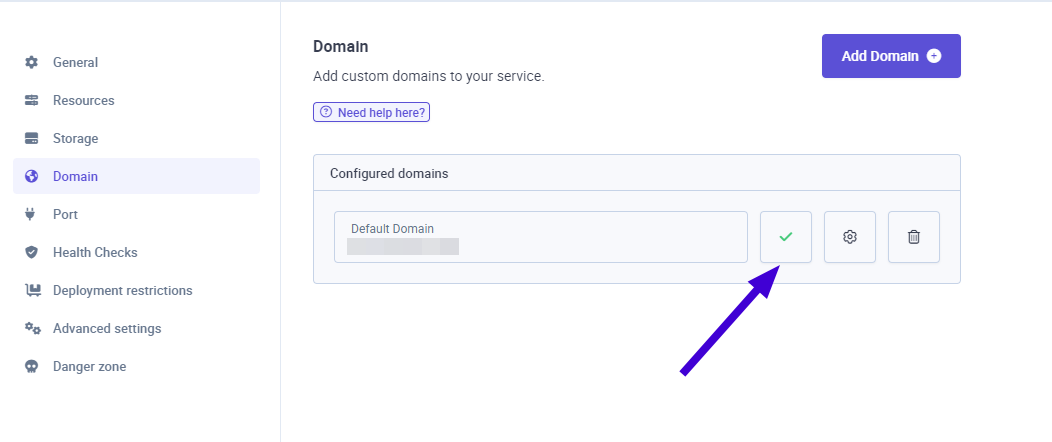 General
Resources
Storage
Domain
Port
Health Checks
Deployment restrictions
Advanced settings
Danger zone
Domain
Add custom domains to your service.
Need help here?
Add Domain
Configured domains
Default Domain